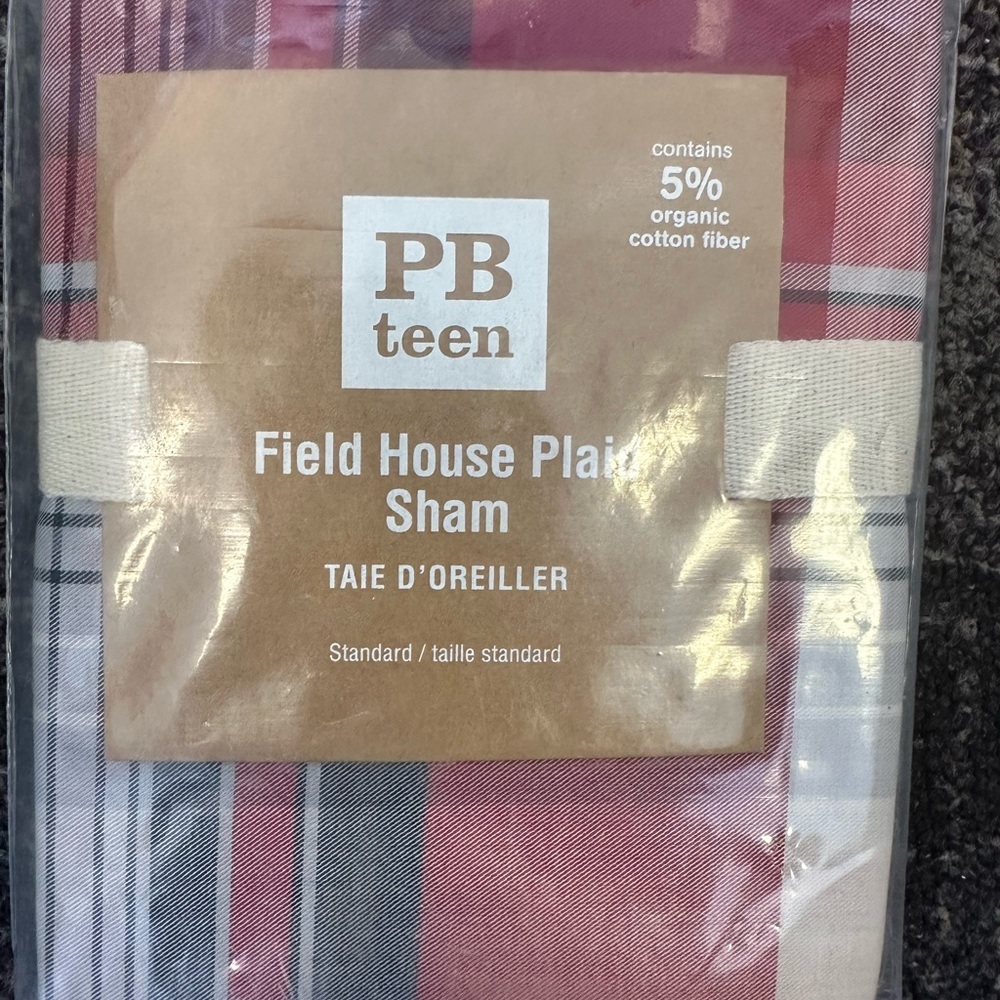 contains
5%
organic
cotton fiber
PB
teen
Field House Plaid
Sham
TAIE D'OREILLER
Standard / taille standard